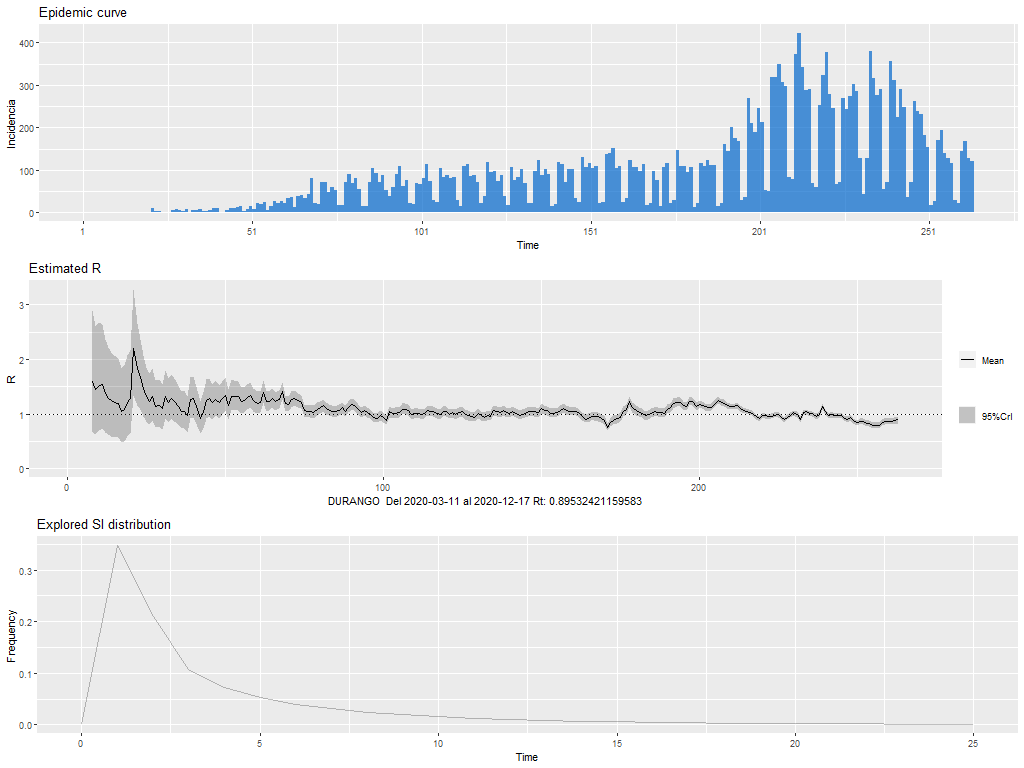 Epidemic curve
400
300
200
100
0
Incidencia
1 51 101 151 201 251
Time
Estimated R
3
2
1
0
R
Mean
95%CrI
0 100 200
DURANGO Del 2020-03-11 al 2020-12-17 Rt: 0.89532421159583
Explored SI distribution
0.3
0.2
0.1
0.0
Frequency
0 5 10 15 20 25
Time